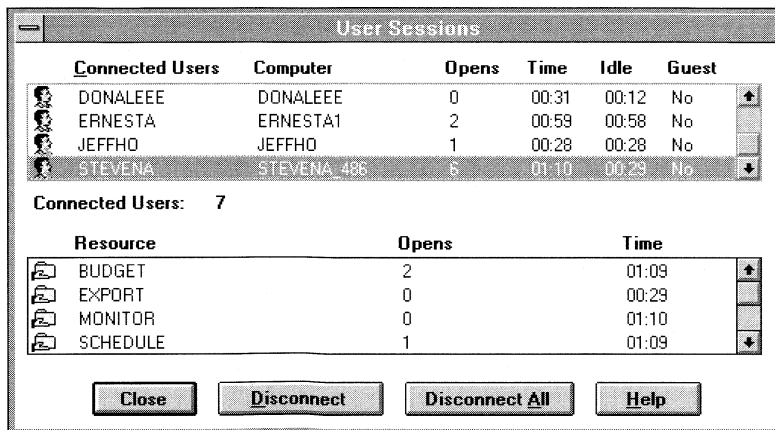 User Sessions
Connected Users Computer Opens Time Idle Guest
DONALEEE DONALEEE 0 00:31 00:12 No
ERNESTA ERNESTA1 2 00:59 00:58 No
JEFFHO JEFFHO 1 00:28 00:28 No
STEVENA STEVENA_486 6 01:10 00:29 No
Connected Users: 7
Resource Opens Time
BUDGET 2 01:09
EXPORT 0 00:29
MONITOR 0 01:10
SCHEDULE 1 01:09
Close Disconnect Disconnect All Help